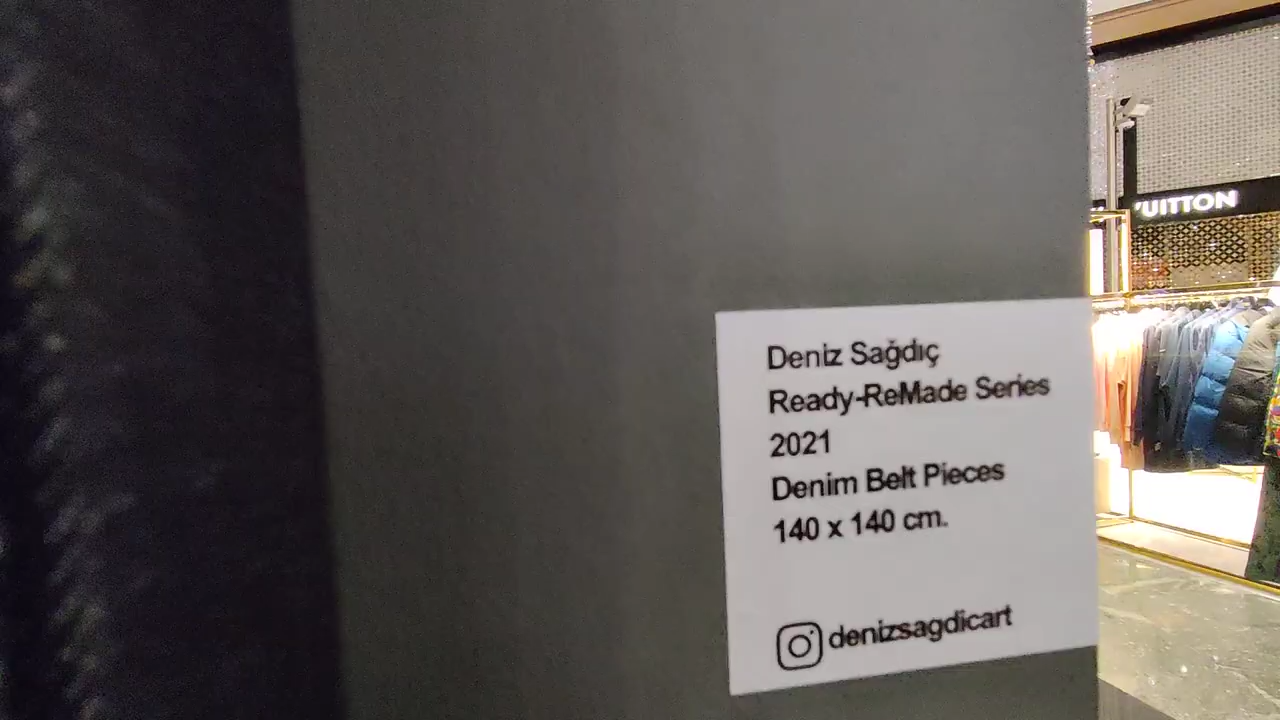 Deniz Sağdıç
Ready-ReMade Series
2021
Denim Belt Pieces
140 x 140 cm.
denizsagdicart
VUITTON